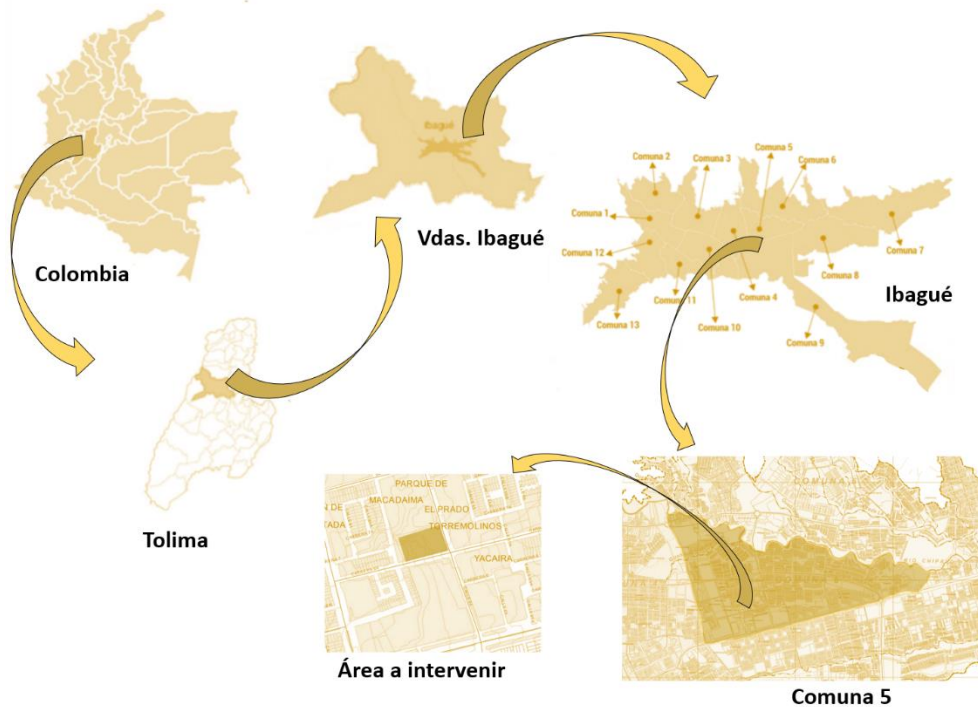 Colombia
Ibagué
Vdas. Ibagué
Comuna 2
Comuna 3
Comuna 5
Comuna 6
Comuna 1
Comuna 12
Comuna 7
Comuna 8
Comuna 11
Comuna 4
Comuna 13
Comuna 10
Comuna 9
Ibagué
Tolima
PARQUE DE
MACADAIMA
EL PRADO
TORREMOLINOS
YACAIRA
Área a intervenir
COMUNA
Comuna 5